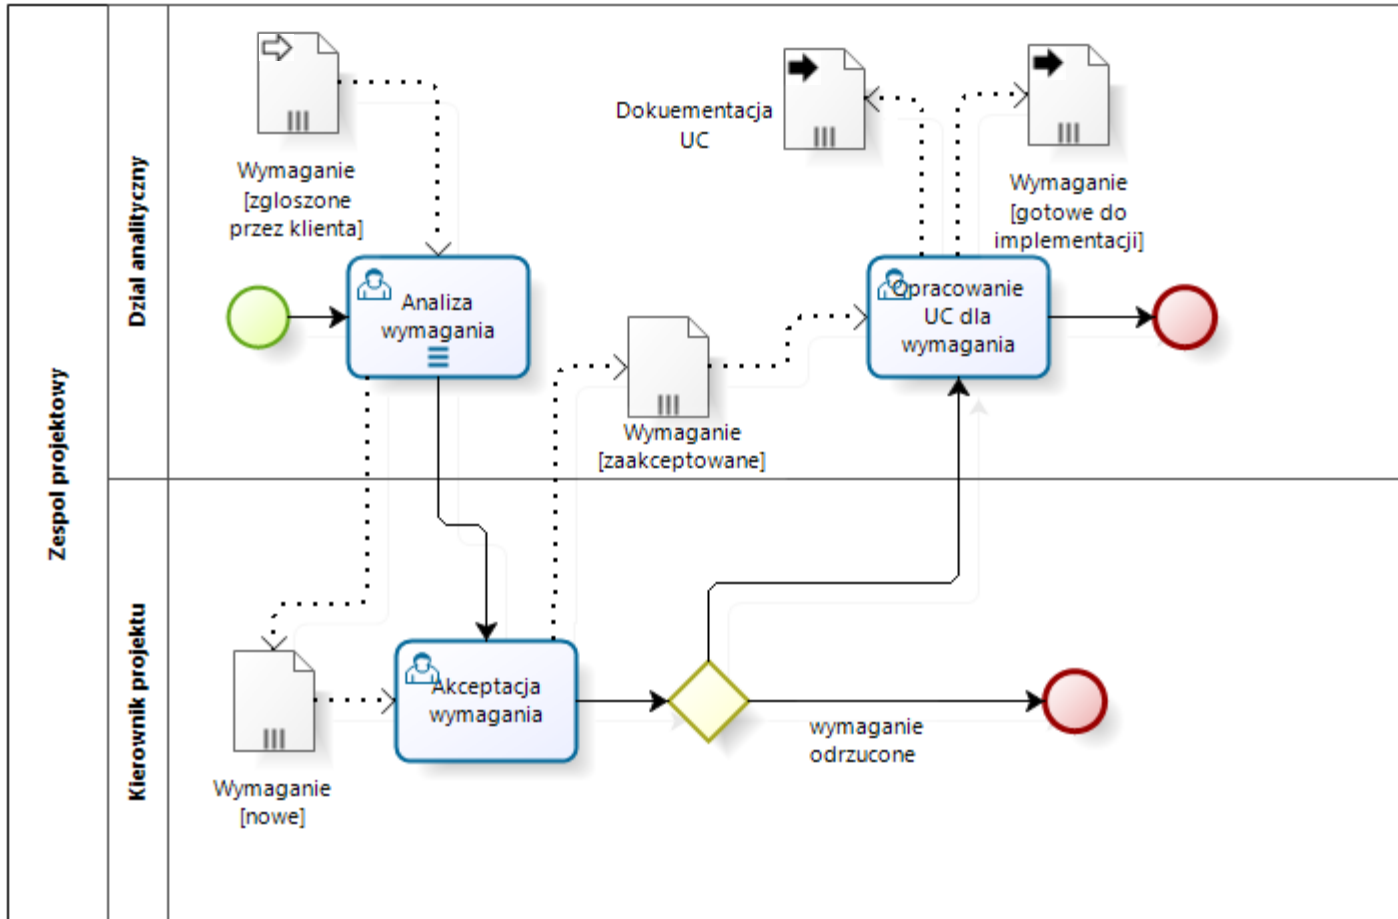 Zespol projektowy
Dzial analityczny
Wymaganie
[zgloszone
przez klienta]
Dokuementacja
UC
Wymaganie
[gotowe do
implementacji]
Analiza
wymagania
Opracowanie
UC dla
wymagania
Wymaganie
[zaakceptowane]
Kierownik projektu
Akceptacja
wymagania
wymaganie
odrzucone
Wymaganie
[nowe]